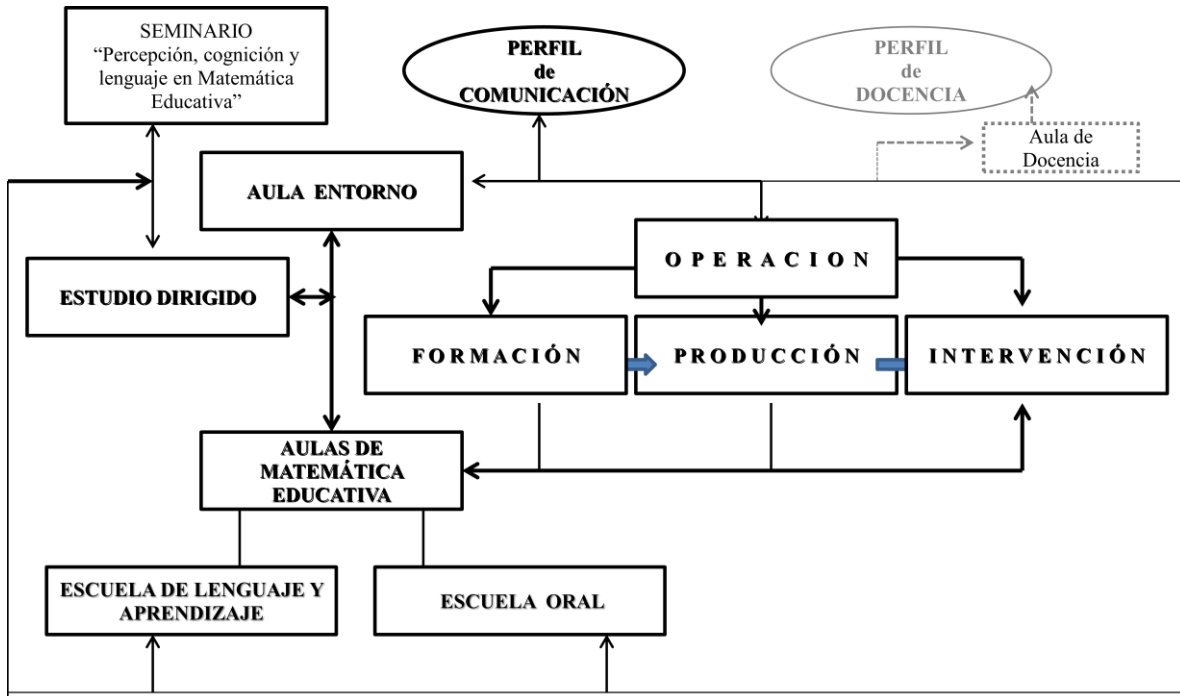 SEMINARIO
“Percepción, cognición y
lenguaje en Matemática
Educativa”
PERFIL
de
COMUNICACIÓN
PERFIL
de
DOCENCIA
Aula de
Docencia
AULA ENTORNO
O P E R A C I O N
ESTUDIO DIRIGIDO
F O R M A C I Ó N
P R O D U C C I Ó N
I N T E R V E N C I Ó N
AULAS DE
MATEMÁTICA
EDUCATIVA
ESCUELA DE LENGUAJE Y
APRENDIZAJE
ESCUELA ORAL